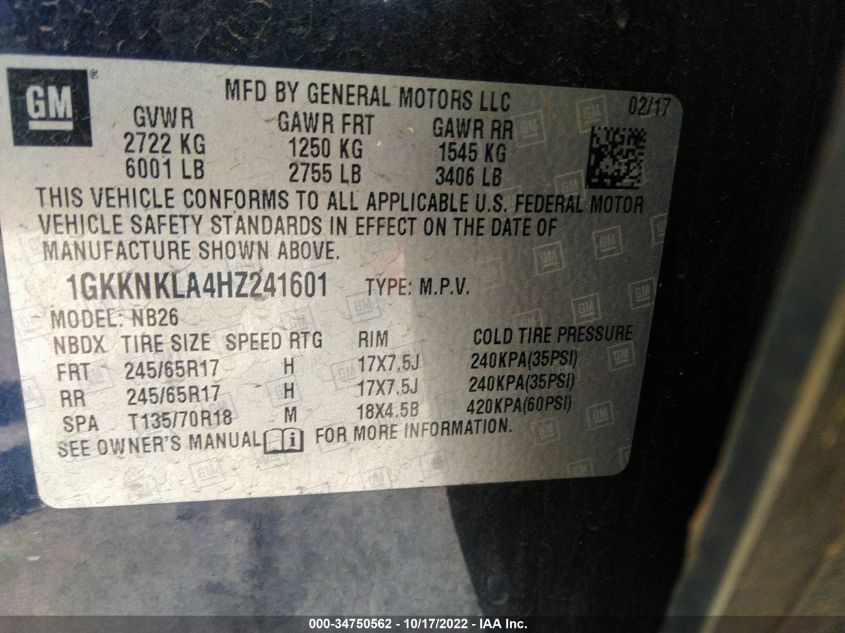 GM ®
MFD BY GENERAL MOTORS LLC 02/17
GVWR GAWR FRT GAWR RR
2722 KG 1250 KG 1545 KG
6001 LB 2755 LB 3406 LB
THIS VEHICLE CONFORMS TO ALL APPLICABLE U.S. FEDERAL MOTOR
VEHICLE SAFETY STANDARDS IN EFFECT ON THE DATE OF
MANUFACTURE SHOWN ABOVE.
1GKKNKLA4HZ241601 TYPE: M.P.V.
MODEL: NB26
NBDX TIRE SIZE SPEED RTG RIM COLD TIRE PRESSURE
FRT 245/65R17 H 17X7.5J 240KPA(35PSI)
RR 245/65R17 H 17X7.5J 240KPA(35PSI)
SPA T135/70R18 M 18X4.5B 420KPA(60PSI)
SEE OWNER'S MANUAL i FOR MORE INFORMATION.
000-34750562 - 10/17/2022 - IAA Inc.